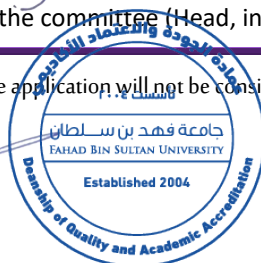 the committee (Head, in
e application will not be consi
عمادة الجودة والاعتماد الأكاديمي
تأسست ٢٠٠٤
جامعة فهد بن سلطان
FAHAD BIN SULTAN UNIVERSITY
Established 2004
Deanship of Quality and Academic Accreditation